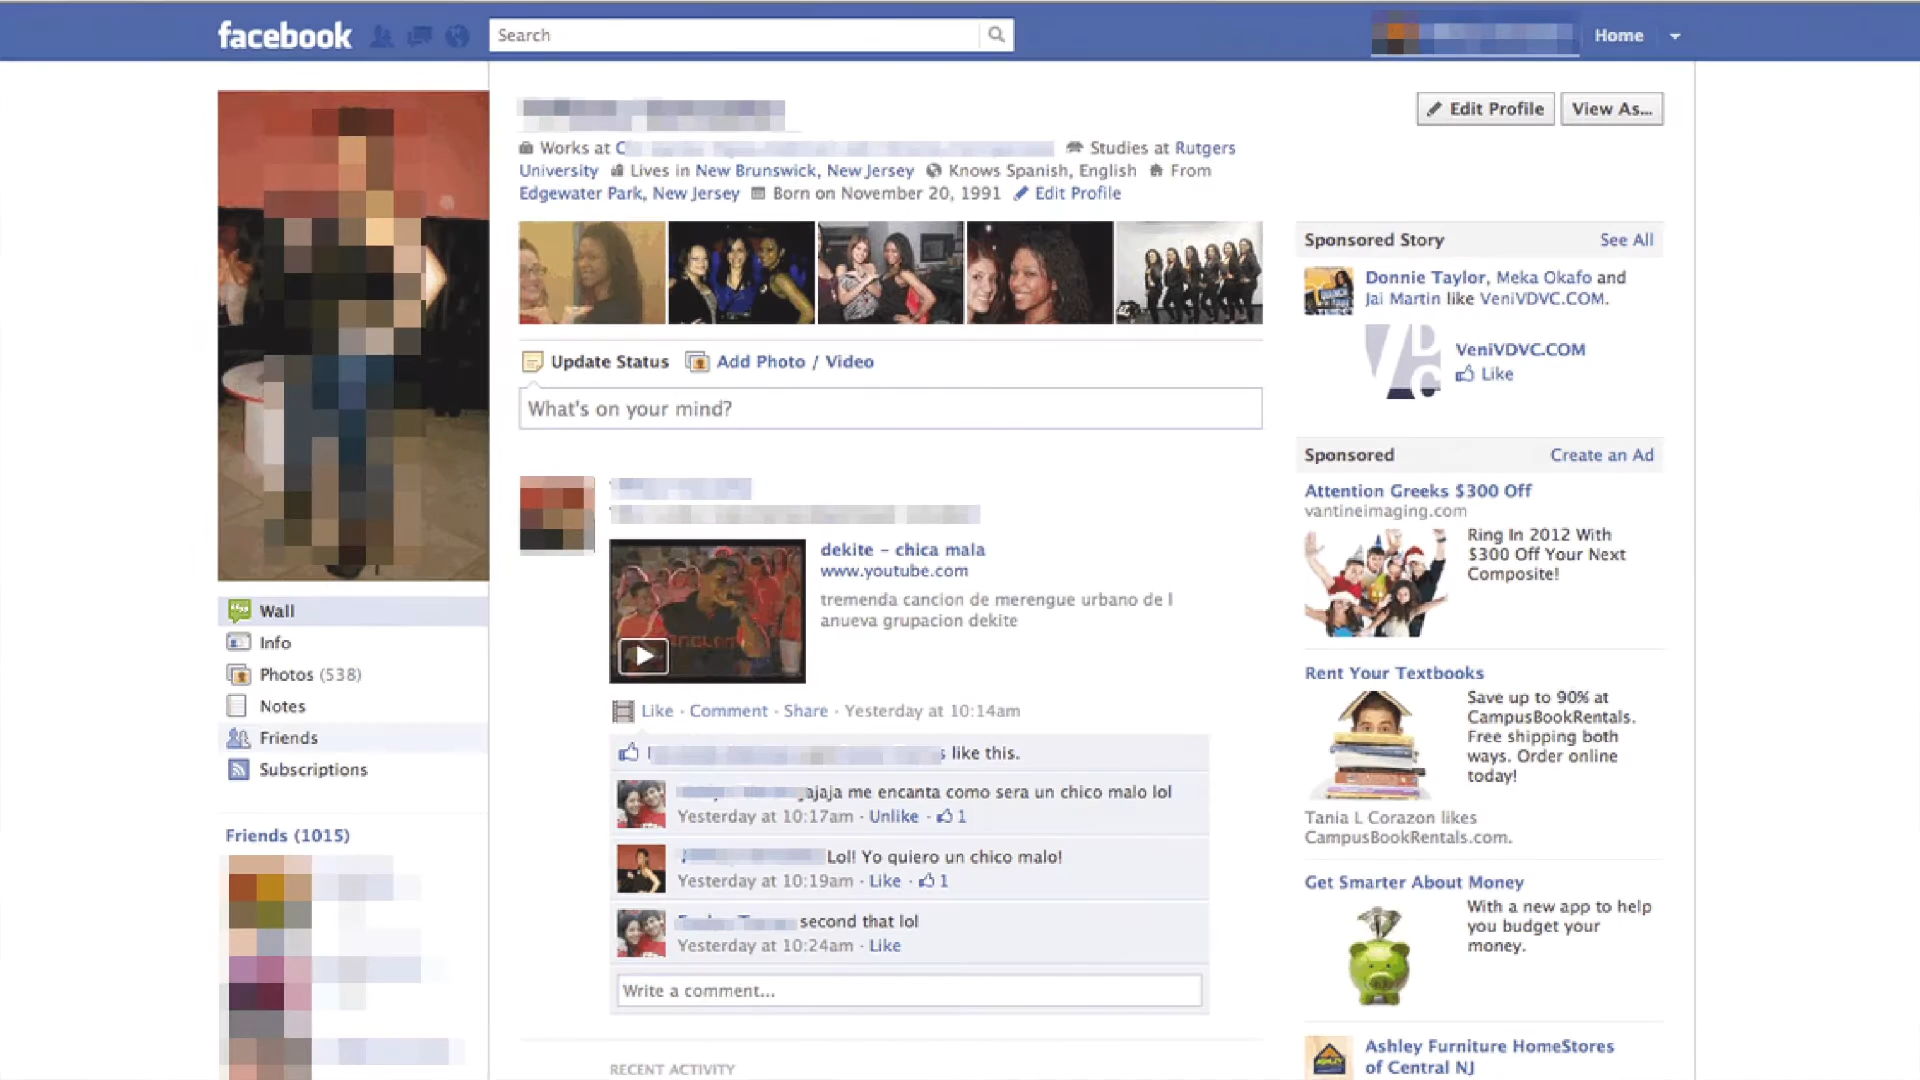 facebook
Search
Home
Edit Profile
View As...
Works at
Studies at Rutgers
University Lives in New Brunswick, New Jersey Knows Spanish, English From
Edgewater Park, New Jersey Born on November 20, 1991 Edit Profile
Update Status Add Photo / Video
What's on your mind?
dekite – chica mala
www.youtube.com
tremenda cancion de merengue urbano de l
anueva grupacion dekite
Like · Comment · Share · Yesterday at 10:14am
like this.
jajaja me encanta como sera un chico malo lol
Yesterday at 10:17am · Unlike · 1
Lol! Yo quiero un chico malo!
Yesterday at 10:19am · Like · 1
second that lol
Yesterday at 10:24am · Like
Write a comment...
RECENT ACTIVITY
Wall
Info
Photos (538)
Notes
Friends
Subscriptions
Friends (1015)
Sponsored Story
See All
Donnie Taylor, Meka Okafo and
Jai Martin like VeniVDVC.COM.
VDVC
VeniVDVC.COM
Like
Sponsored
Create an Ad
Attention Greeks $300 Off
vantineimaging.com
Ring In 2012 With
$300 Off Your Next
Composite!
Rent Your Textbooks
Save up to 90% at
CampusBookRentals.
Free shipping both
ways. Order online
today!
Tania L Corazon likes
CampusBookRentals.com.
Get Smarter About Money
With a new app to help
you budget your
money.
ASHLEY
Ashley Furniture HomeStores
of Central NJ